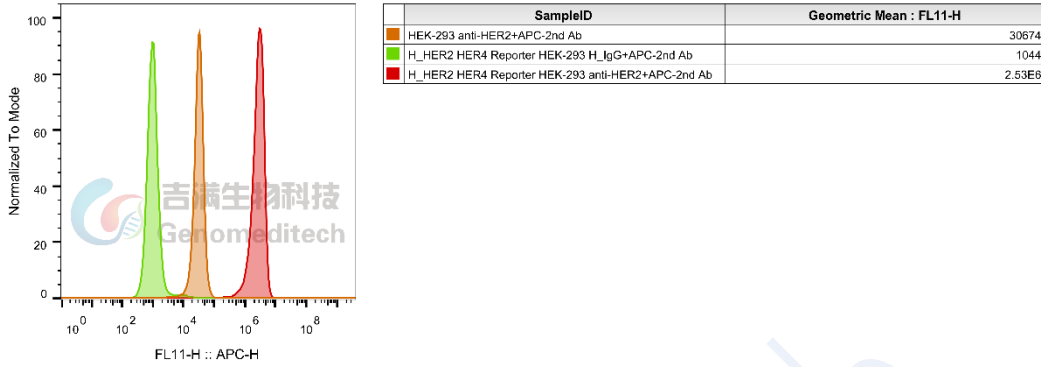 100
80
60
40
20
0
Normalized To Mode
10^0 10^2 10^4 10^6 10^8
FL11-H :: APC-H
吉满生物科技
Genomeditech
SampleID Geometric Mean : FL11-H
HEK-293 anti-HER2+APC-2nd Ab 30674
H_HER2 HER4 Reporter HEK-293 H_IgG+APC-2nd Ab 1044
H_HER2 HER4 Reporter HEK-293 anti-HER2+APC-2nd Ab 2.53E6